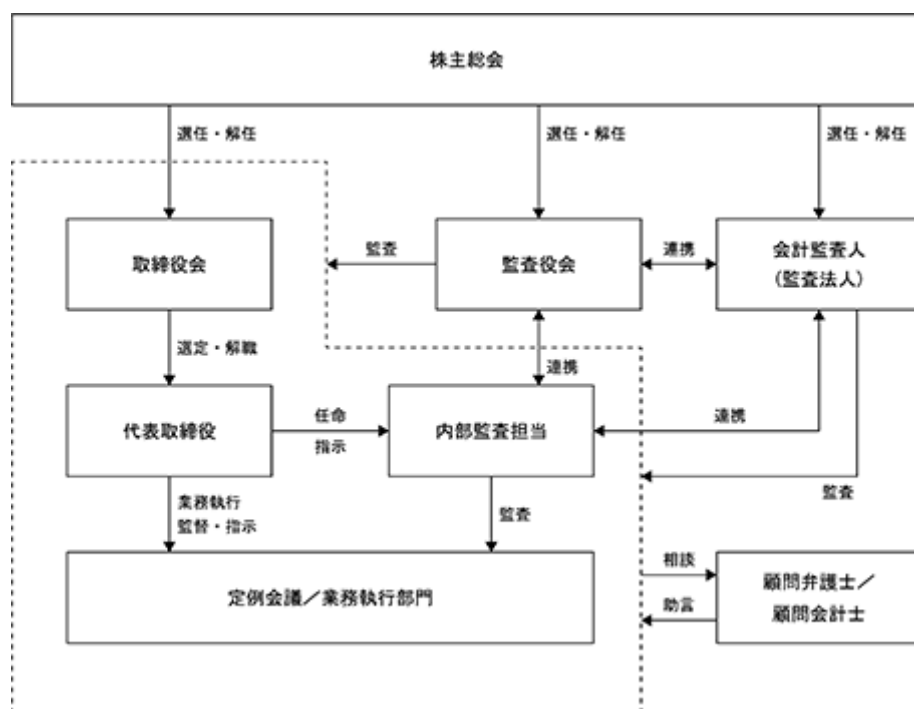 株主総会
選任・解任
選任・解任
選任・解任
取締役会
監査
監査役会
連携
会計監査人
(監査法人)
選定・解職
連携
代表取締役
任命
指示
内部監査担当
連携
監査
業務執行
監督・指示
監査
定例会議／業務執行部門
相談
助言
顧問弁護士／
顧問会計士